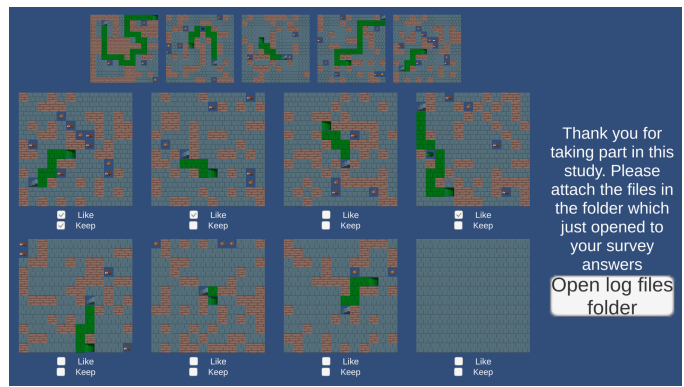 Like
Keep
Like
Keep
Like
Keep
Like
Keep
Thank you for
taking part in this
study. Please
attach the files in
the folder which
just opened to
your survey
answers
Open log files
folder
Like
Keep
Like
Keep
Like
Keep
Like
Keep